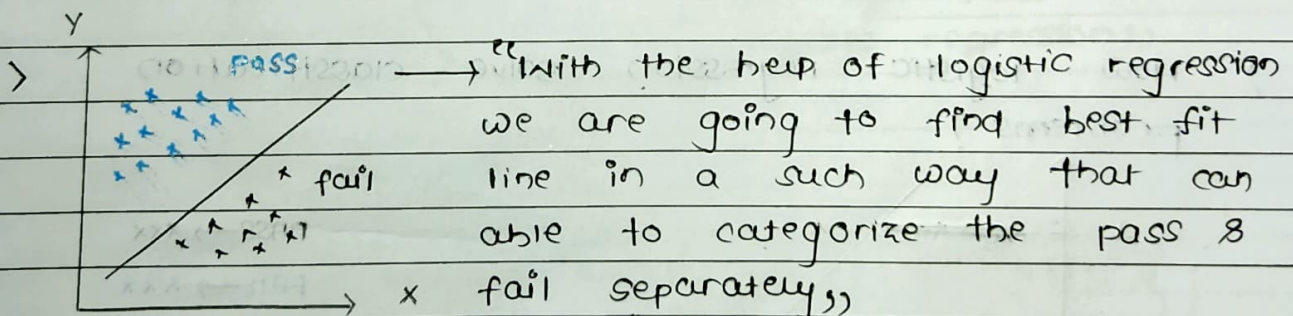 Y
> pass → "With the help of logistic regression
we are going to find best fit
fail line in a such way that can
able to categorize the pass &
x fail separately"